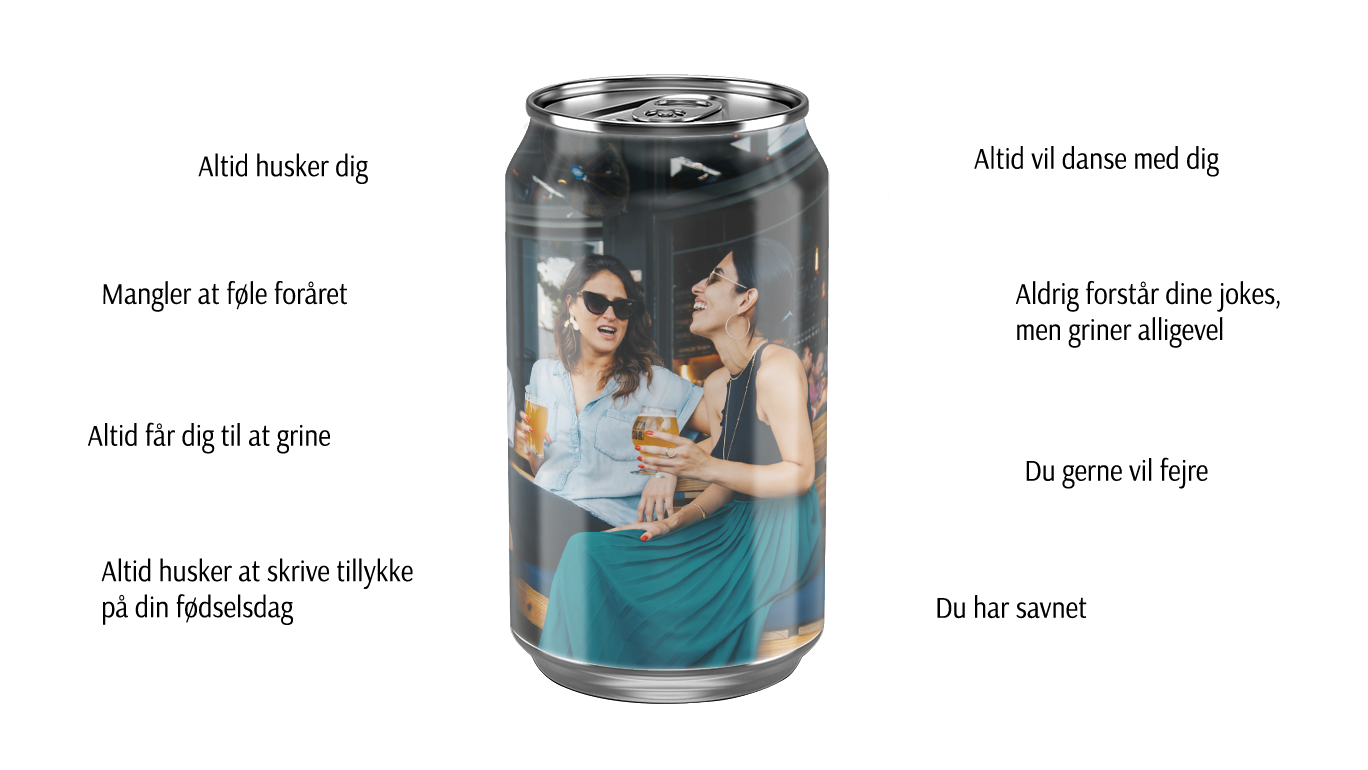 Altid husker dig
Mangler at føle foråret
Altid får dig til at grine
Altid husker at skrive tillykke
på din fødselsdag
Altid vil danse med dig
Aldrig forstår dine jokes,
men griner alligevel
Du gerne vil fejre
Du har savnet